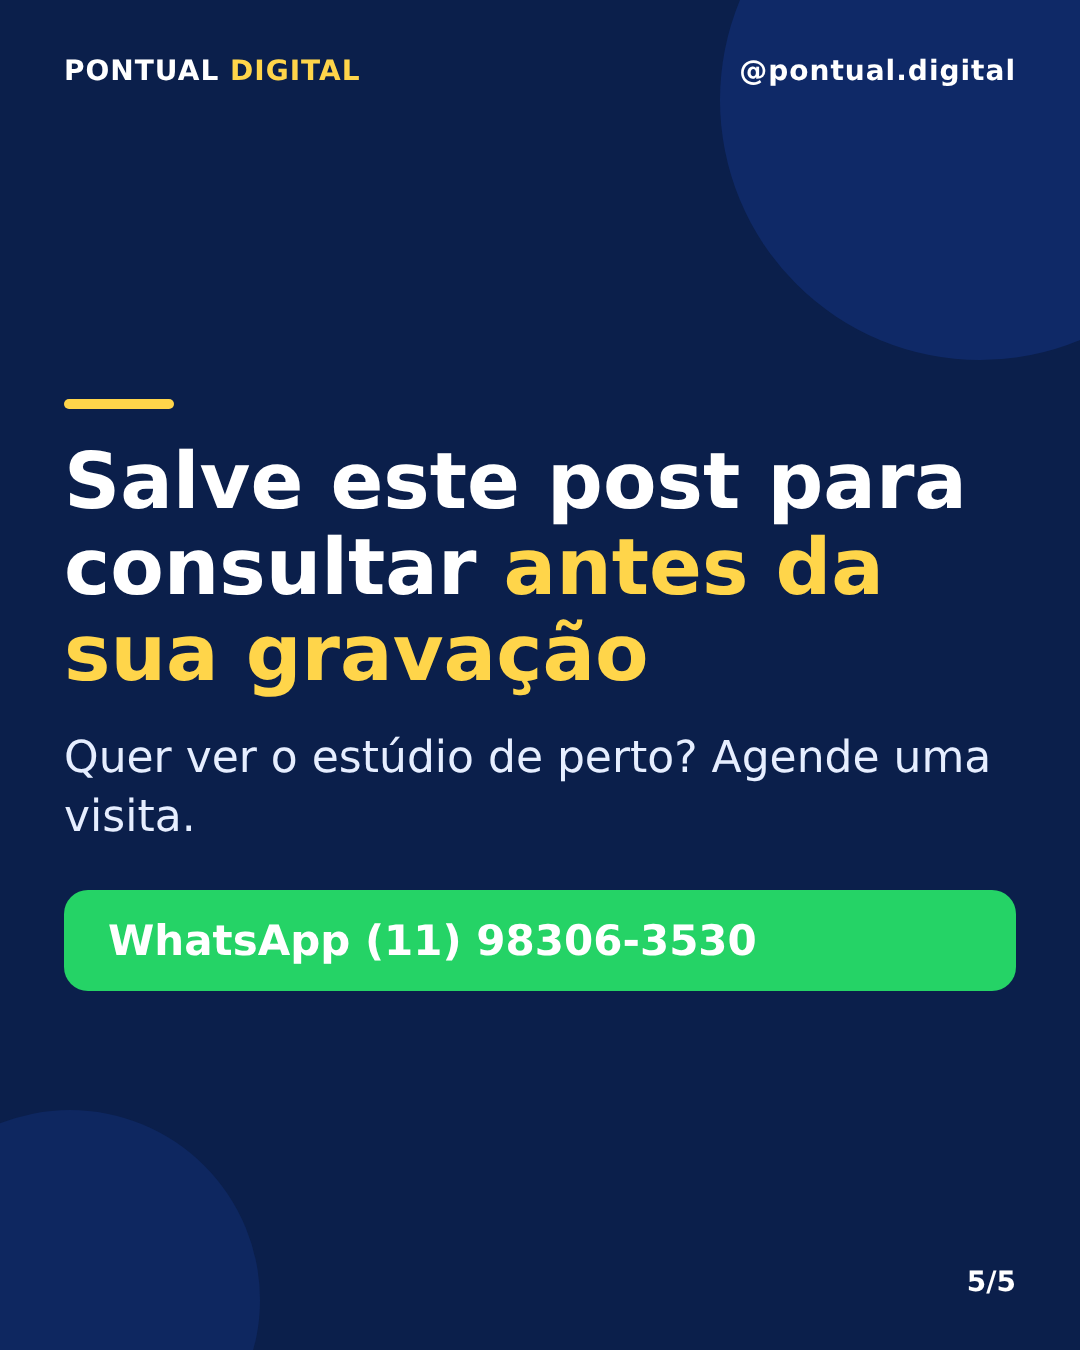 PONTUAL DIGITAL
@pontual.digital
Salve este post para
consultar antes da
sua gravação
Quer ver o estúdio de perto? Agende uma
visita.
WhatsApp (11) 98306-3530
5/5